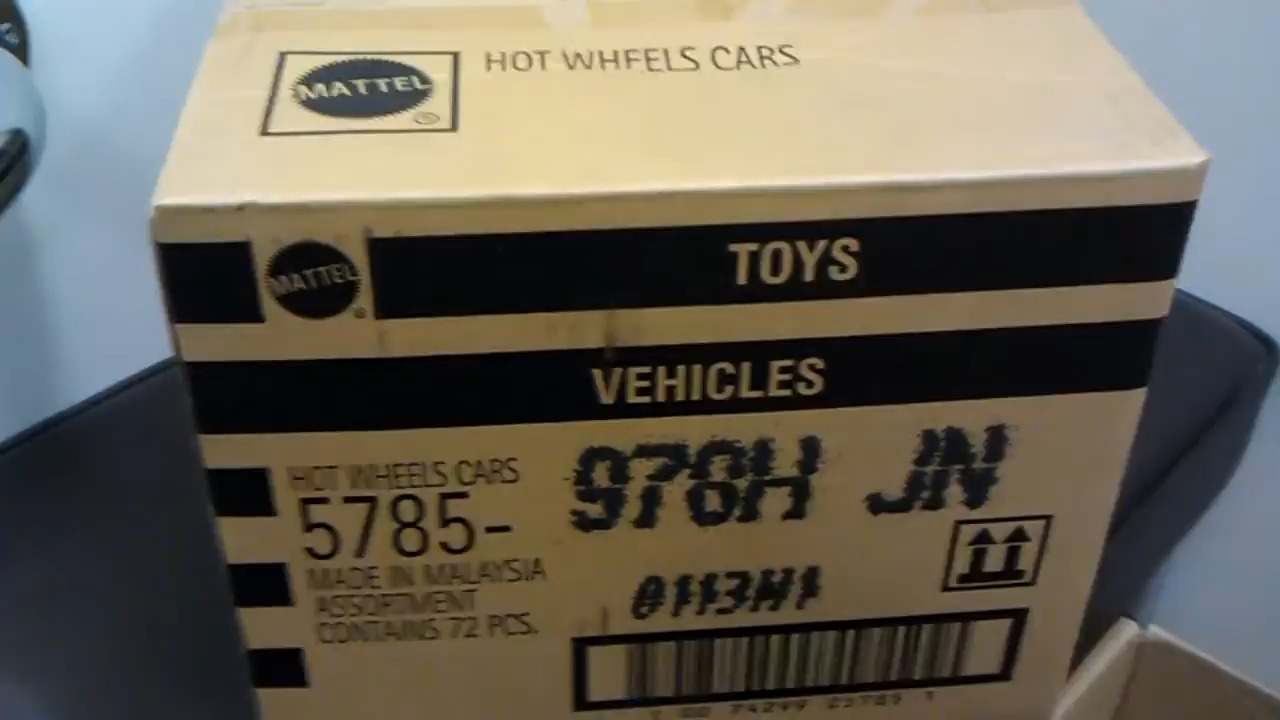 MATTEL
®
HOT WHEELS CARS
MATTEL
TOYS
VEHICLES
HOT WHEELS CARS
5785-
978H JN
MADE IN MALAYSIA
ASSORTMENT
CONTAINS 72 PCS.
0113H1